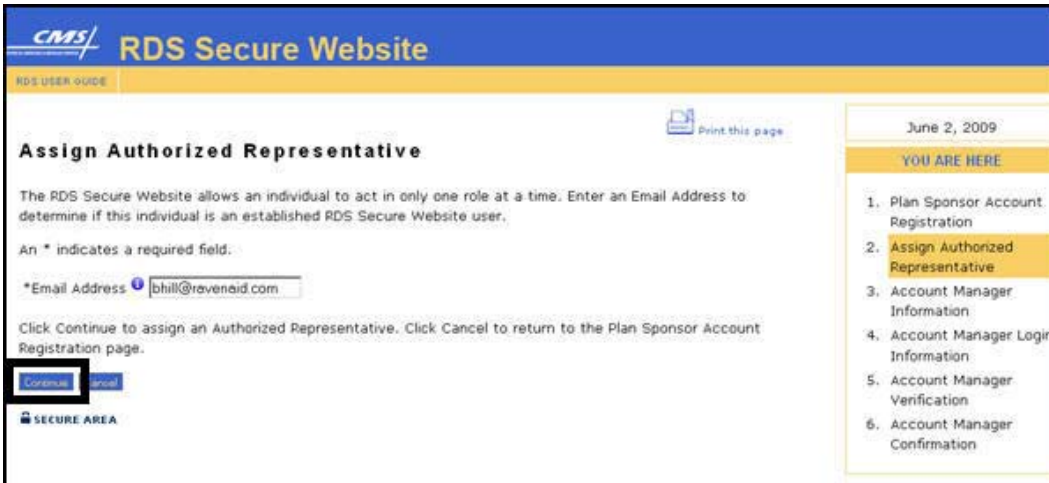 CMS/ RDS Secure Website
RDS USER GUIDE
Print this page
Assign Authorized Representative
The RDS Secure Website allows an individual to act in only one role at a time. Enter an Email Address to
determine if this individual is an established RDS Secure Website user.
An * indicates a required field.
*Email Address bhill@ravenaid.com
Click Continue to assign an Authorized Representative. Click Cancel to return to the Plan Sponsor Account
Registration page.
Continue Cancel
SECURE AREA
June 2, 2009
YOU ARE HERE
1. Plan Sponsor Account
Registration
2. Assign Authorized
Representative
3. Account Manager
Information
4. Account Manager Login
Information
5. Account Manager
Verification
6. Account Manager
Confirmation